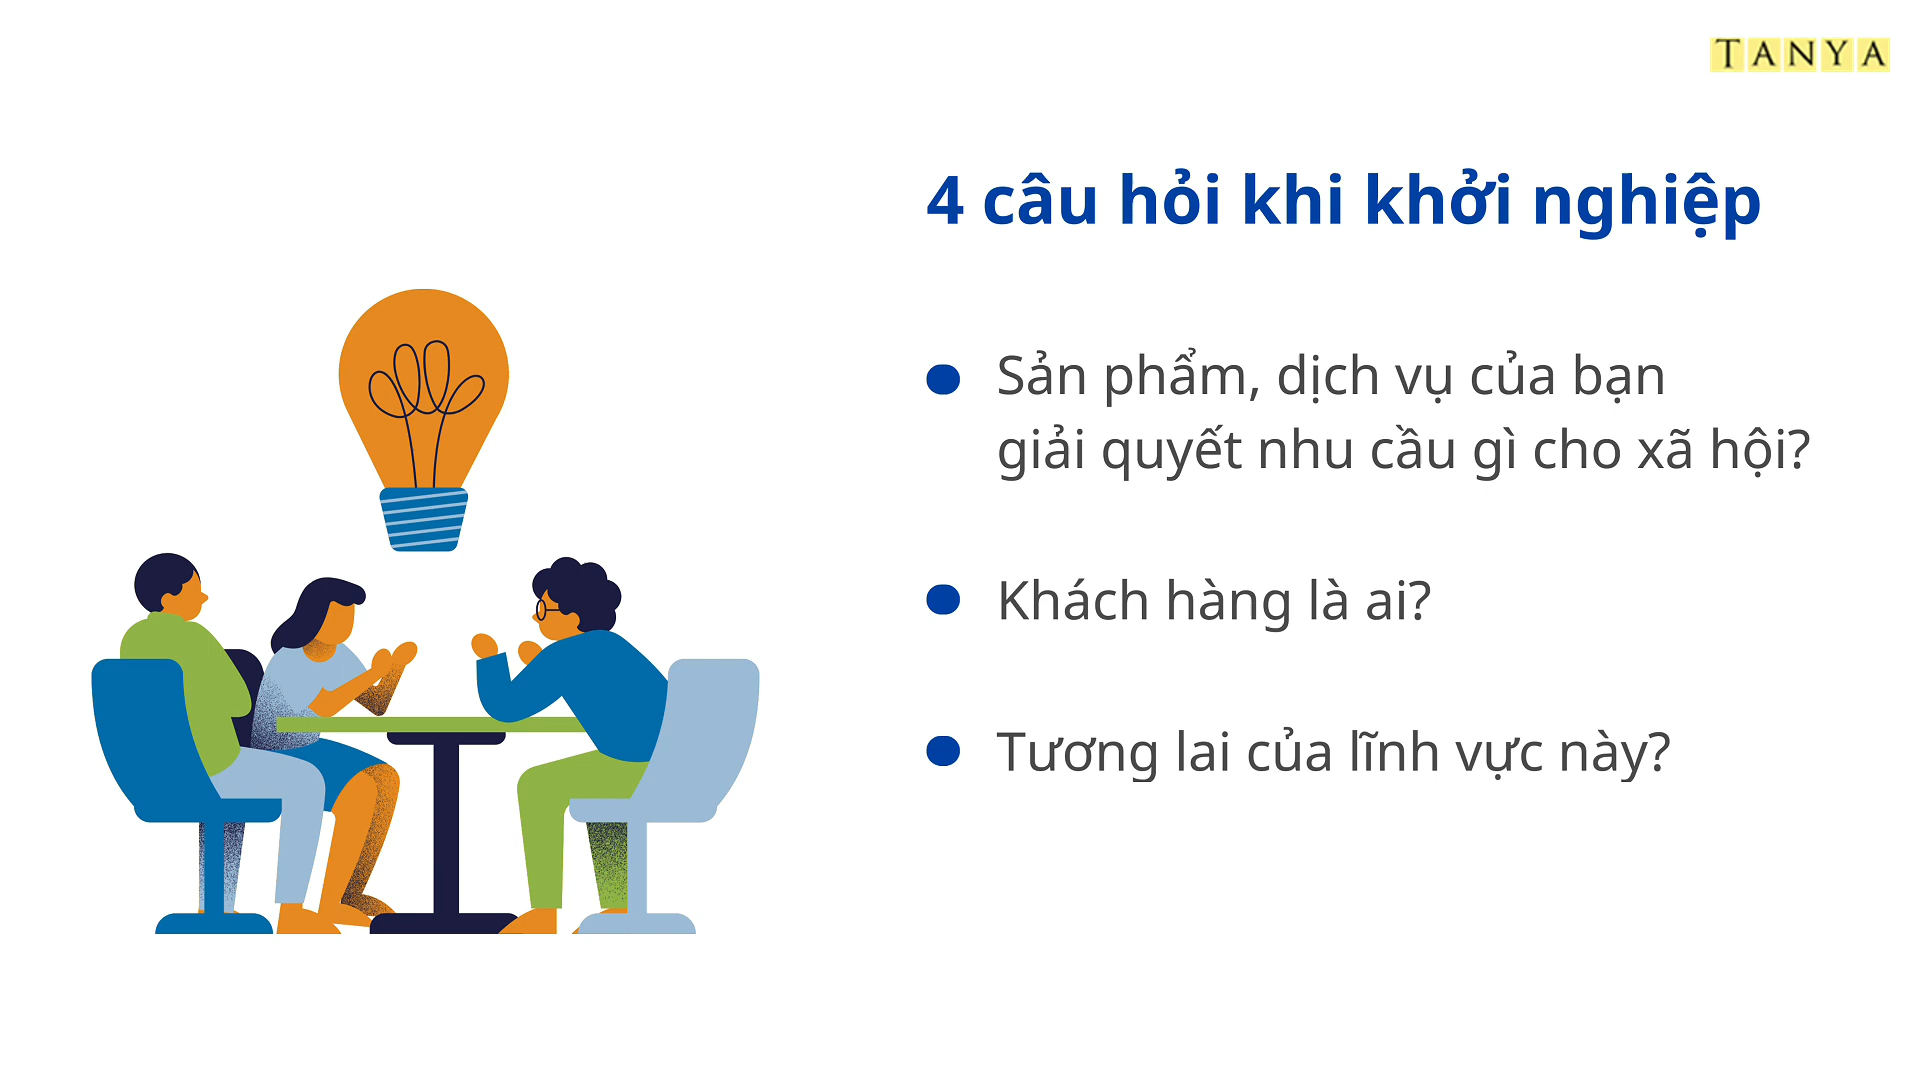 TANYA
4 câu hỏi khi khởi nghiệp
Sản phẩm, dịch vụ của bạn
giải quyết nhu cầu gì cho xã hội?
Khách hàng là ai?
Tương lai của lĩnh vực này?